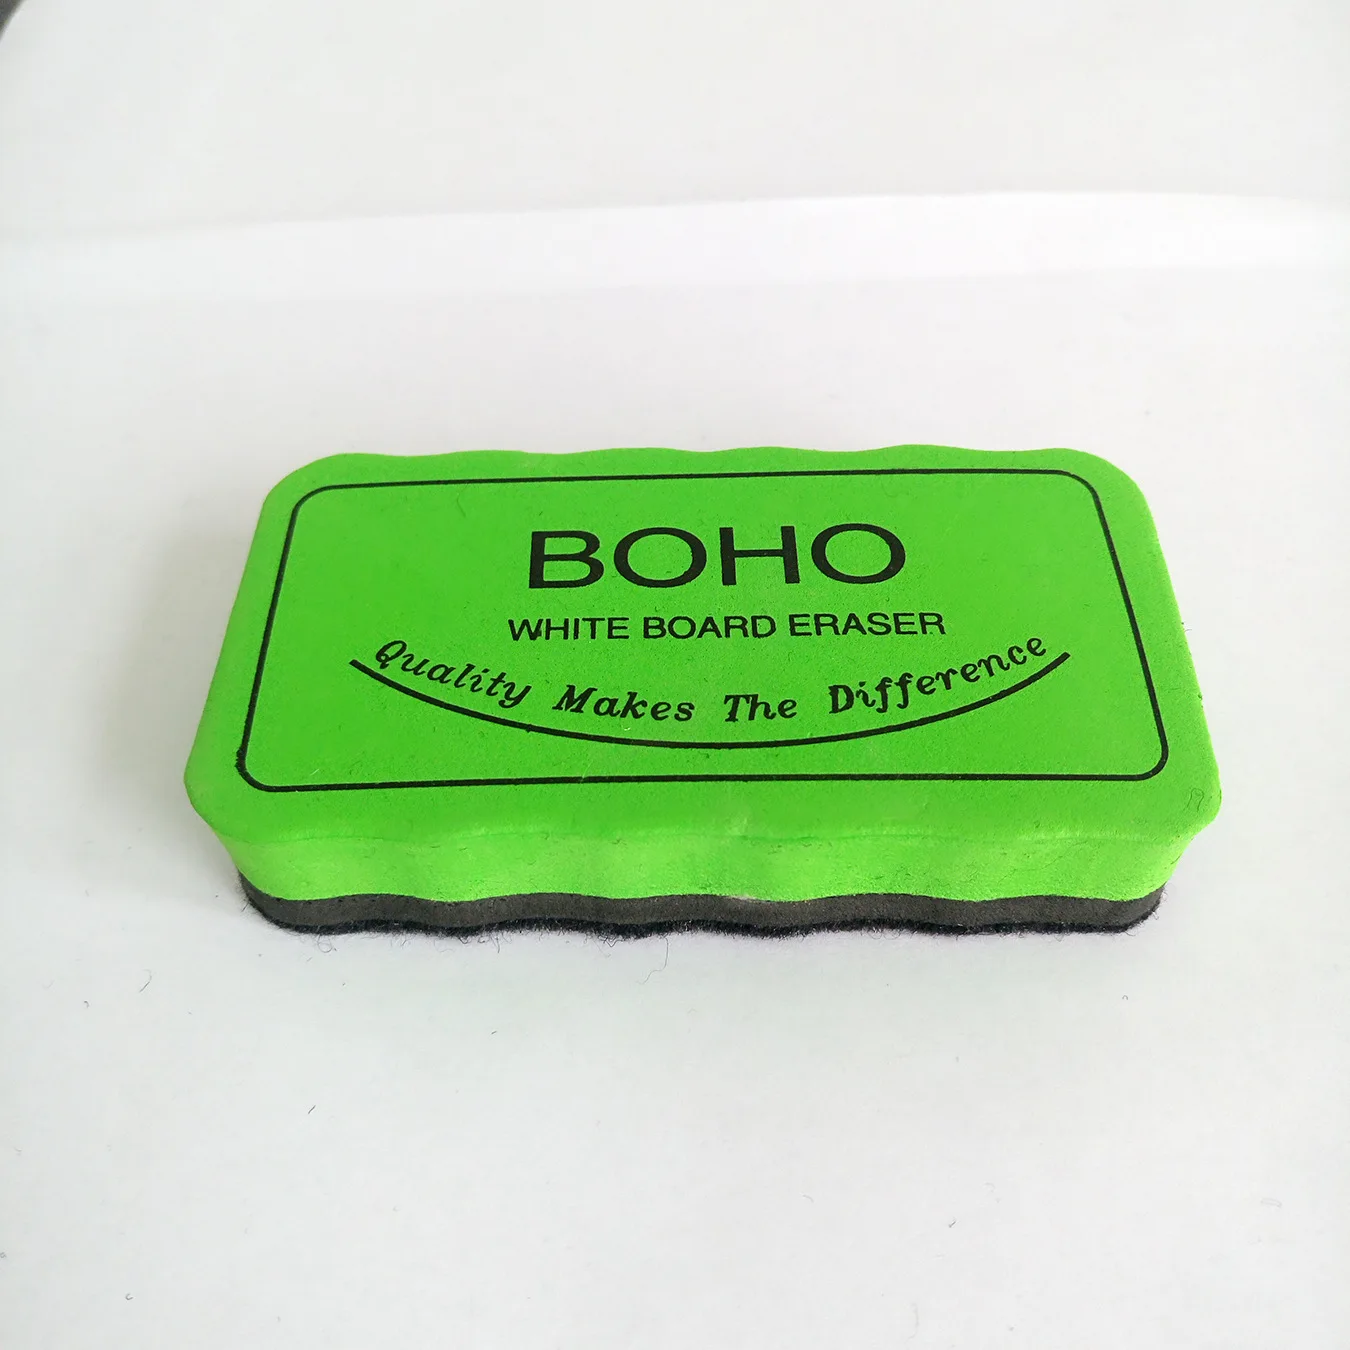 BOHO
WHITE BOARD ERASER
Quality Makes The Difference